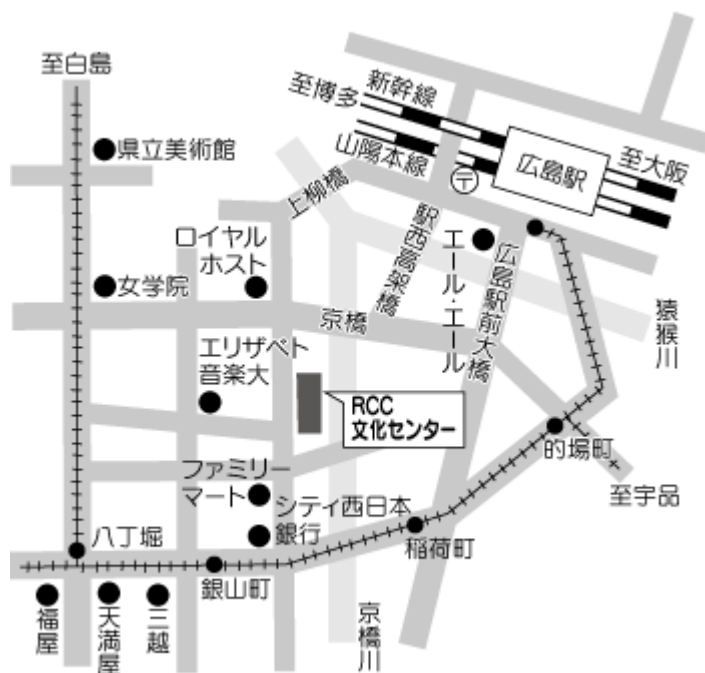 至白島
新幹線
至博多
山陽本線
広島駅
至大阪
〒
県立美術館
上柳橋
駅西高架橋
ロイヤル
ホスト
エール・エール
広島駅前大橋
女学院
京橋
猿猴川
エリザベト
音楽大
RCC
文化センター
的場町
至宇品
ファミリー
マート
シティ西日本
銀行
八丁堀
稲荷町
銀山町
福屋
天満屋
三越
京橋川